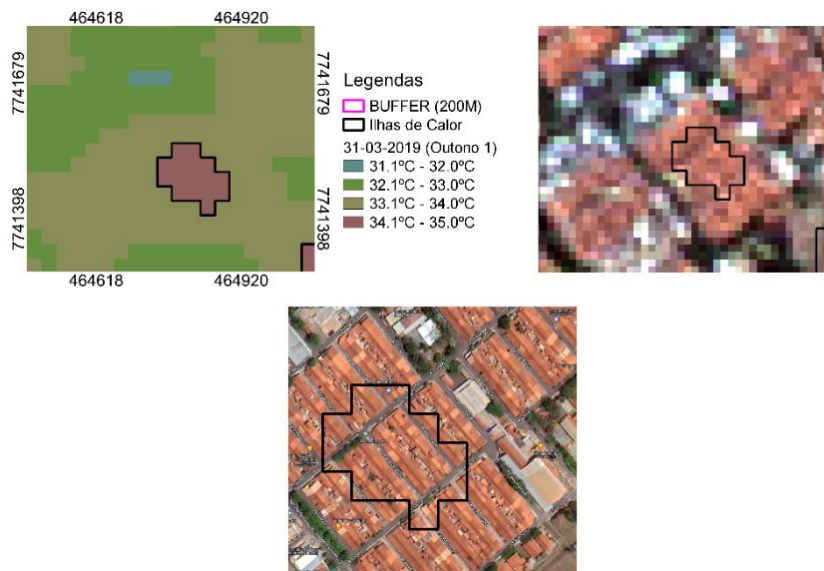 464618 464920
7741679
7741398
7741679
7741398
464618 464920
Legendas
BUFFER (200M)
Ilhas de Calor
31-03-2019 (Outono 1)
31.1ºC - 32.0ºC
32.1ºC - 33.0ºC
33.1ºC - 34.0ºC
34.1ºC - 35.0ºC